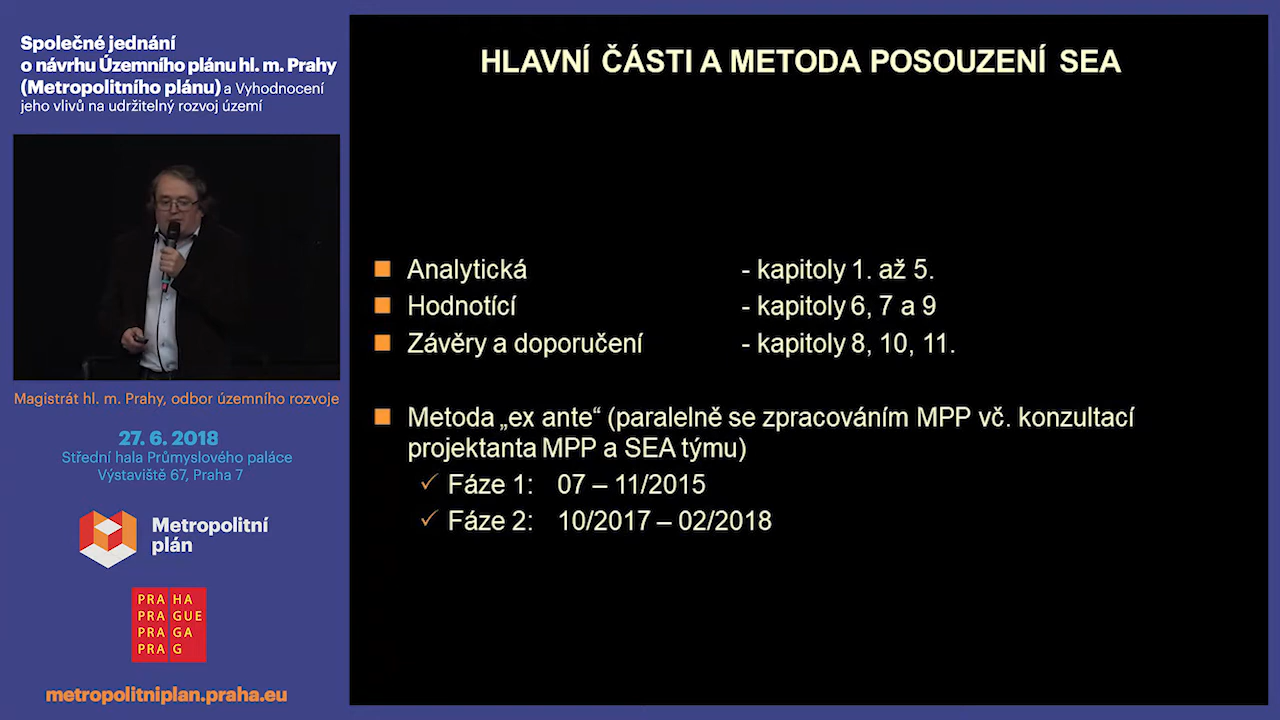 Společné jednání
o návrhu Územního plánu hl. m. Prahy
(Metropolitního plánu) a Vyhodnocení
jeho vlivů na udržitelný rozvoj území
Magistrát hl. m. Prahy, odbor územního rozvoje
27. 6. 2018
Střední hala Průmyslového paláce
Výstaviště 67, Praha 7
Metropolitní
plán
PRA HA
PRA GUE
PRA GA
PRA G
metropolitniplan.praha.eu
HLAVNÍ ČÁSTI A METODA POSOUZENÍ SEA
Analytická - kapitoly 1. až 5.
Hodnotící - kapitoly 6, 7 a 9
Závěry a doporučení - kapitoly 8, 10, 11.
Metoda „ex ante“ (paralelně se zpracováním MPP vč. konzultací
projektanta MPP a SEA týmu)
Fáze 1: 07 – 11/2015
Fáze 2: 10/2017 – 02/2018